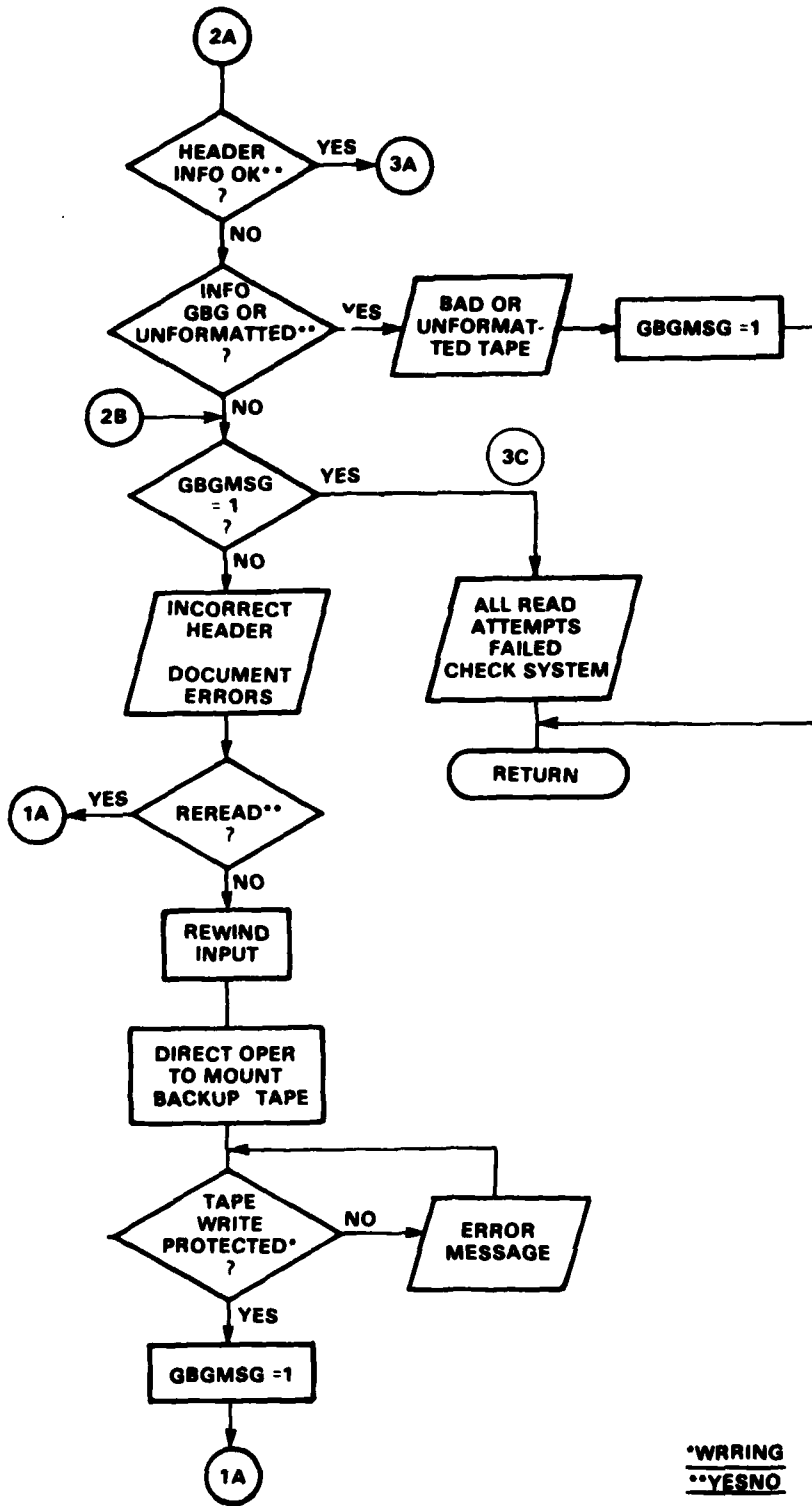 2A
HEADER
INFO OK**
?
YES
3A
NO
INFO
GBG OR
UNFORMATTED**
?
YES
BAD OR
UNFORMAT-
TED TAPE
GBGMSG =1
NO
2B
GBGMSG
= 1
?
YES
3C
NO
INCORRECT
HEADER
DOCUMENT
ERRORS
ALL READ
ATTEMPTS
FAILED
CHECK SYSTEM
RETURN
REREAD**
?
YES
1A
NO
REWIND
INPUT
DIRECT OPER
TO MOUNT
BACKUP TAPE
TAPE
WRITE
PROTECTED*
?
NO
ERROR
MESSAGE
YES
GBGMSG =1
1A
*WRRING
**YESNO